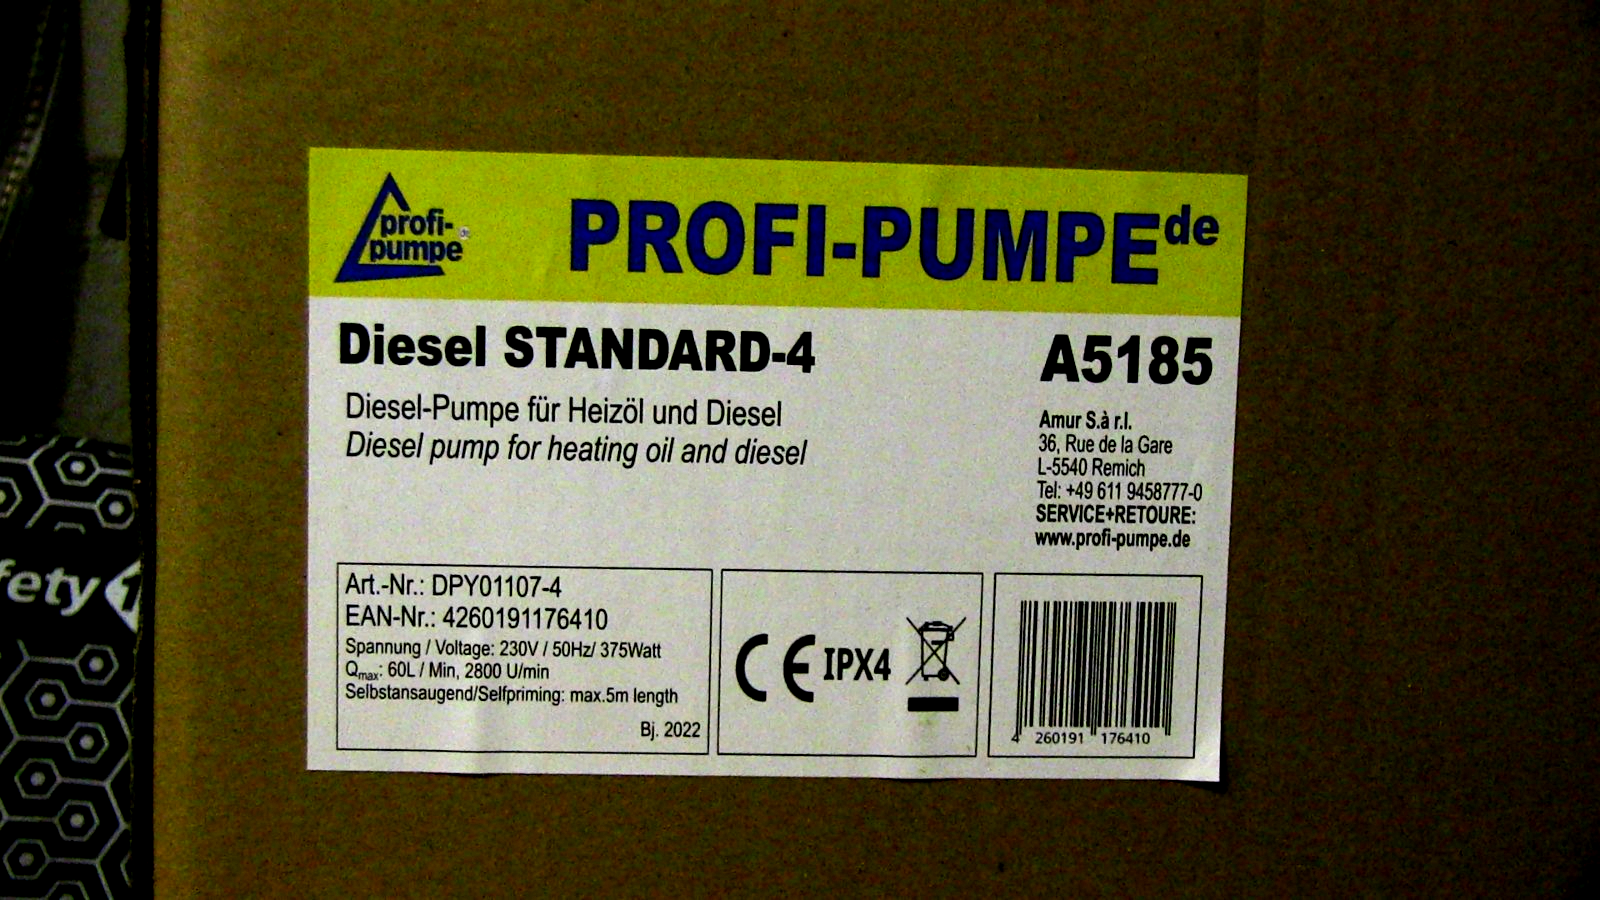 profi-
pumpe
PROFI-PUMPEde
Diesel STANDARD-4
A5185
Diesel-Pumpe für Heizöl und Diesel
Diesel pump for heating oil and diesel
Amur S.à r.l.
36, Rue de la Gare
L-5540 Remich
Tel: +49 611 9458777-0
SERVICE+RETOURE:
www.profi-pumpe.de
Art.-Nr.: DPY01107-4
EAN-Nr.: 4260191176410
Spannung / Voltage: 230V / 50Hz/ 375Watt
Qmax: 60L / Min, 2800 U/min
Selbstansaugend/Selfpriming: max.5m length
Bj. 2022
CE IPX4
4 260191 176410
fety 1